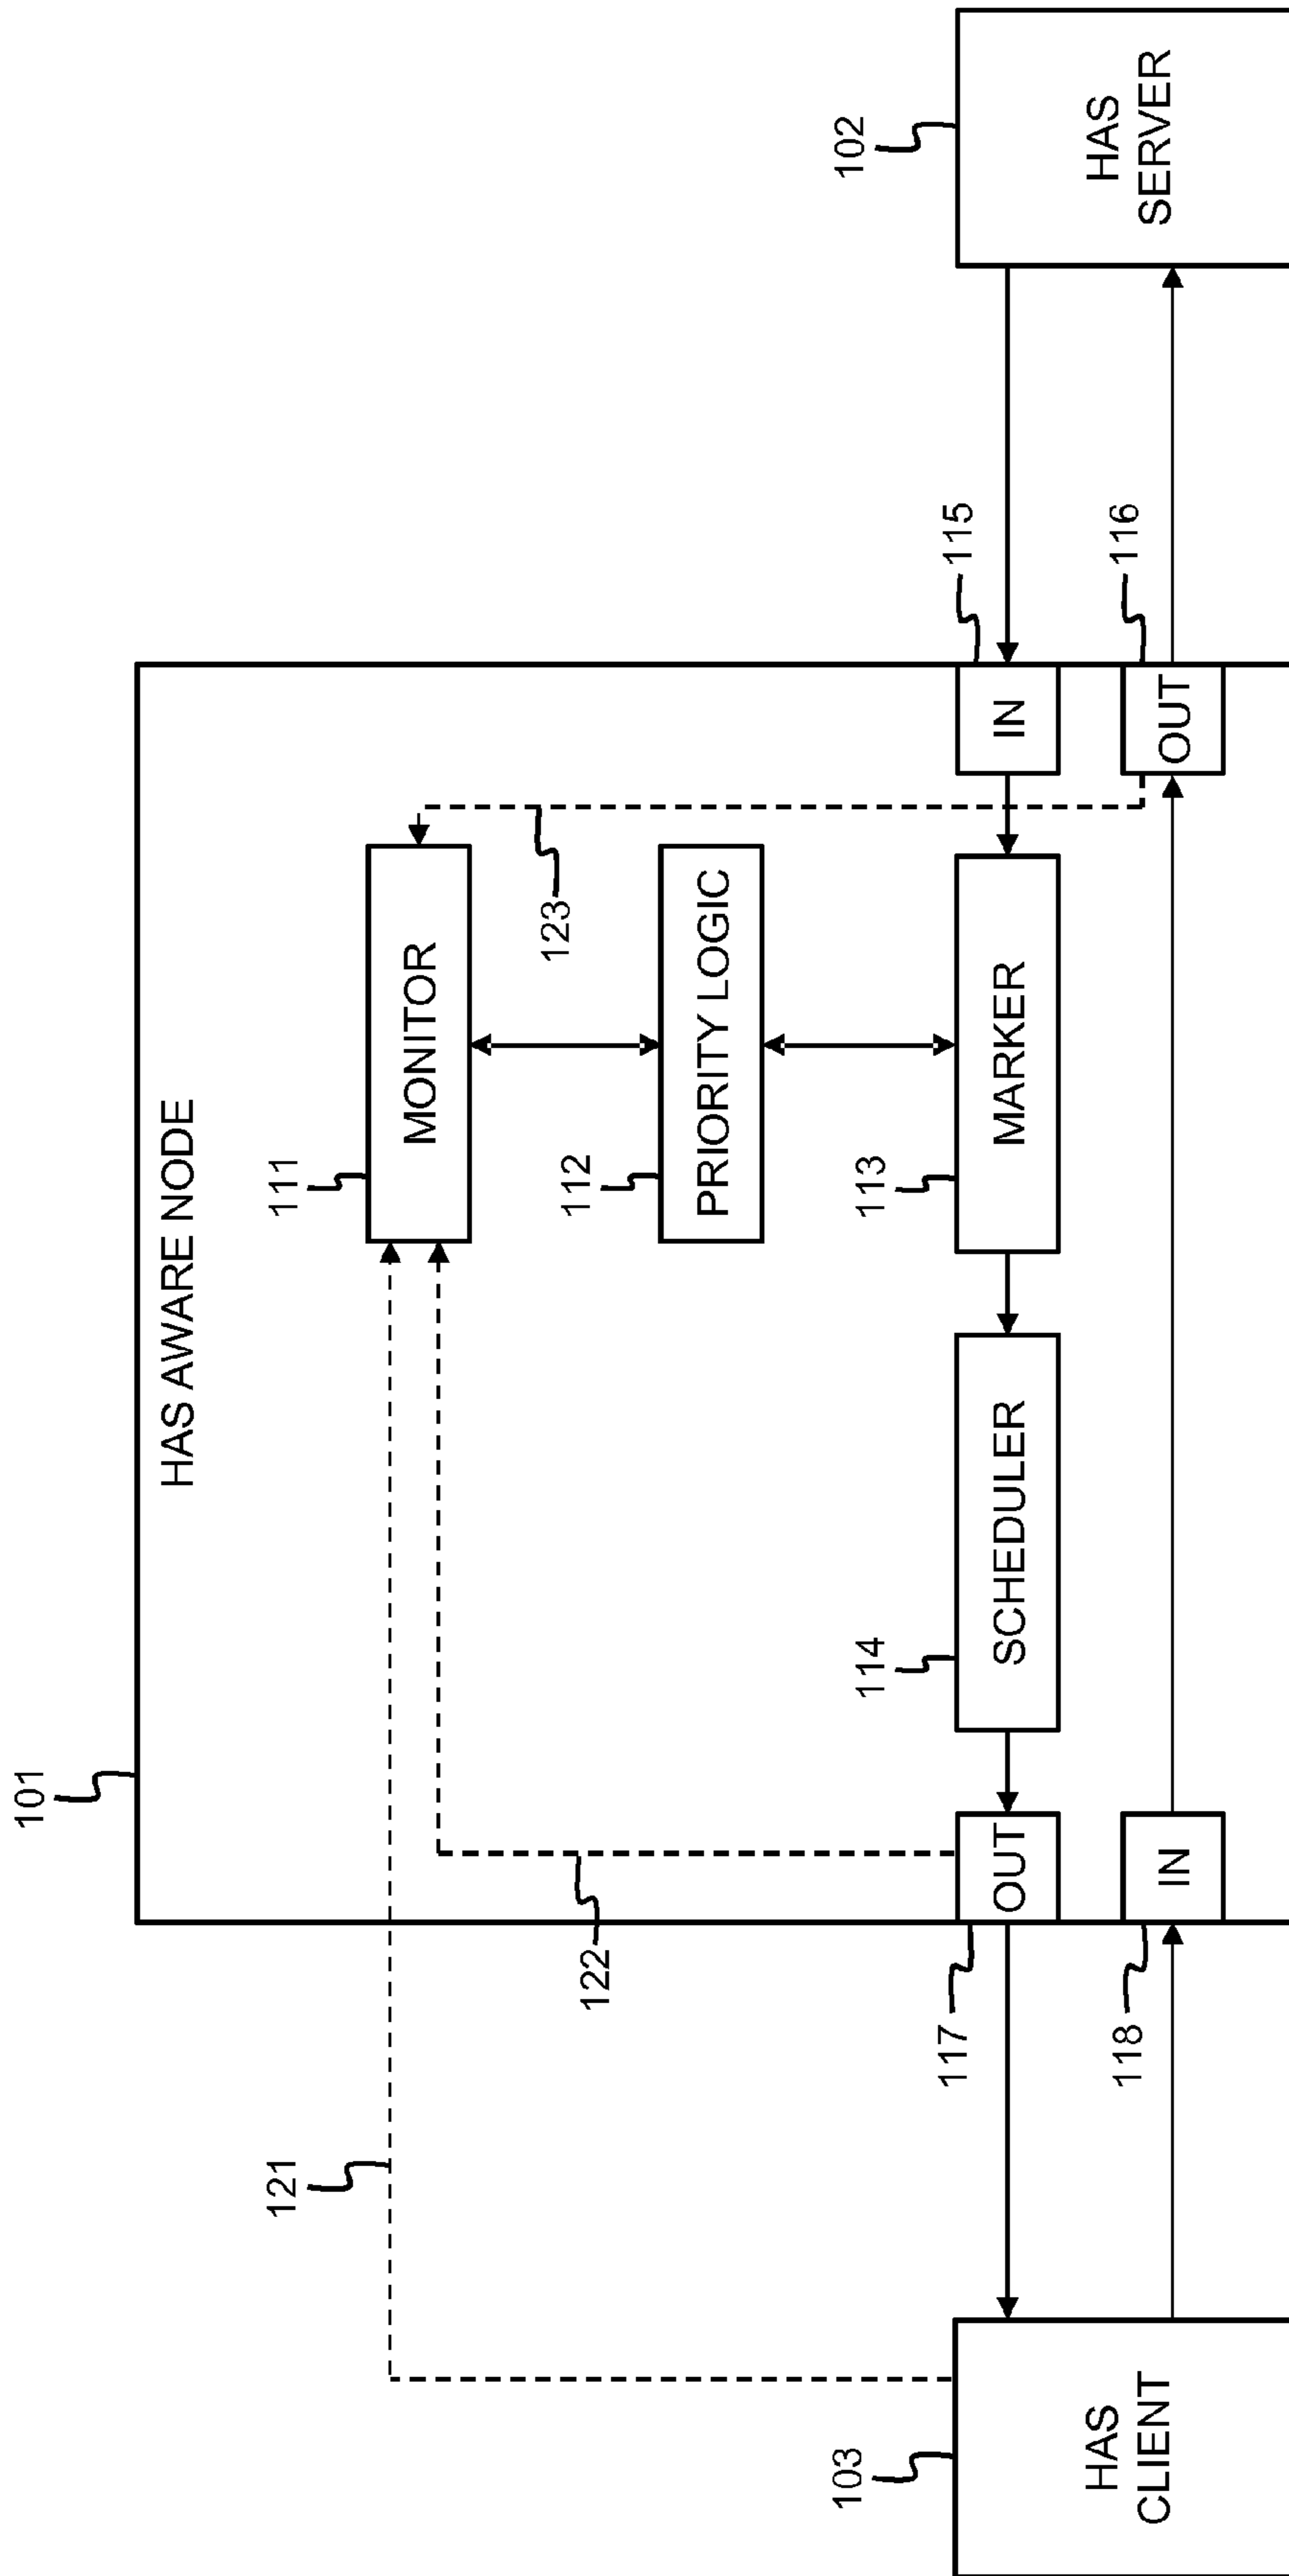 101
HAS AWARE NODE
111
MONITOR
121
122
123
112
PRIORITY LOGIC
103
HAS
CLIENT
117
OUT
114
SCHEDULER
113
MARKER
IN
115
102
HAS
SERVER
118
IN
OUT
116